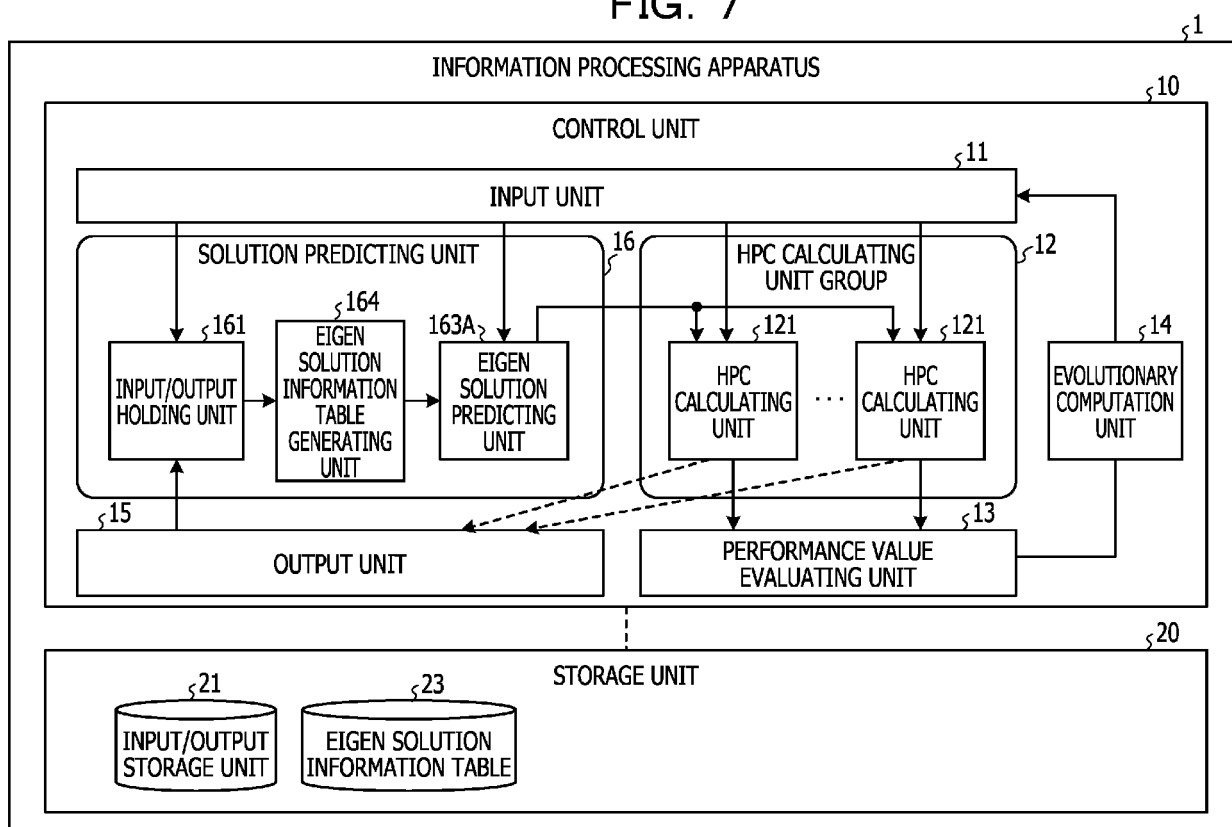 FIG. 7
1
INFORMATION PROCESSING APPARATUS
10
CONTROL UNIT
11
INPUT UNIT
SOLUTION PREDICTING UNIT
16
HPC CALCULATING
UNIT GROUP
12
161
INPUT/OUTPUT
HOLDING UNIT
164
EIGEN
SOLUTION
INFORMATION
TABLE
GENERATING
UNIT
163A
EIGEN
SOLUTION
PREDICTING
UNIT
121
HPC
CALCULATING
UNIT
...
121
HPC
CALCULATING
UNIT
14
EVOLUTIONARY
COMPUTATION
UNIT
15
OUTPUT UNIT
13
PERFORMANCE VALUE
EVALUATING UNIT
20
STORAGE UNIT
21
INPUT/OUTPUT
STORAGE UNIT
23
EIGEN SOLUTION
INFORMATION TABLE